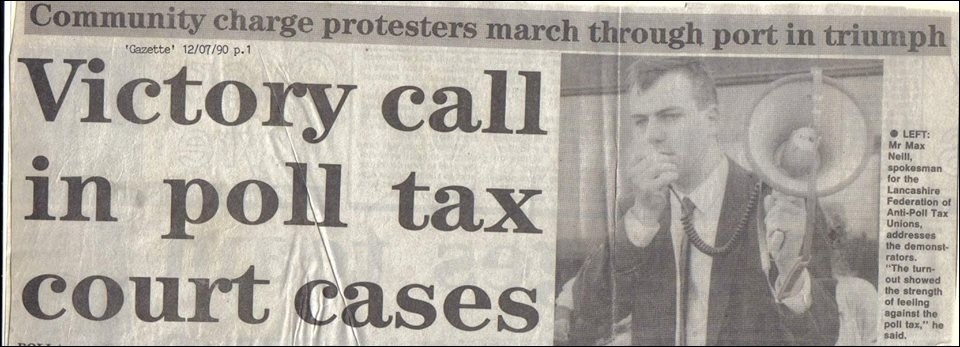 Community charge protesters march through port in triumph
'Gazette' 12/07/90 p.1
Victory call
in poll tax
court cases
● LEFT:
Mr Max
Neill,
spokesman
for the
Lancashire
Federation of
Anti-Poll Tax
Unions,
addresses
the demonst-
rators.
"The turn-
out showed
the strength
of feeling
against the
poll tax," he
said.